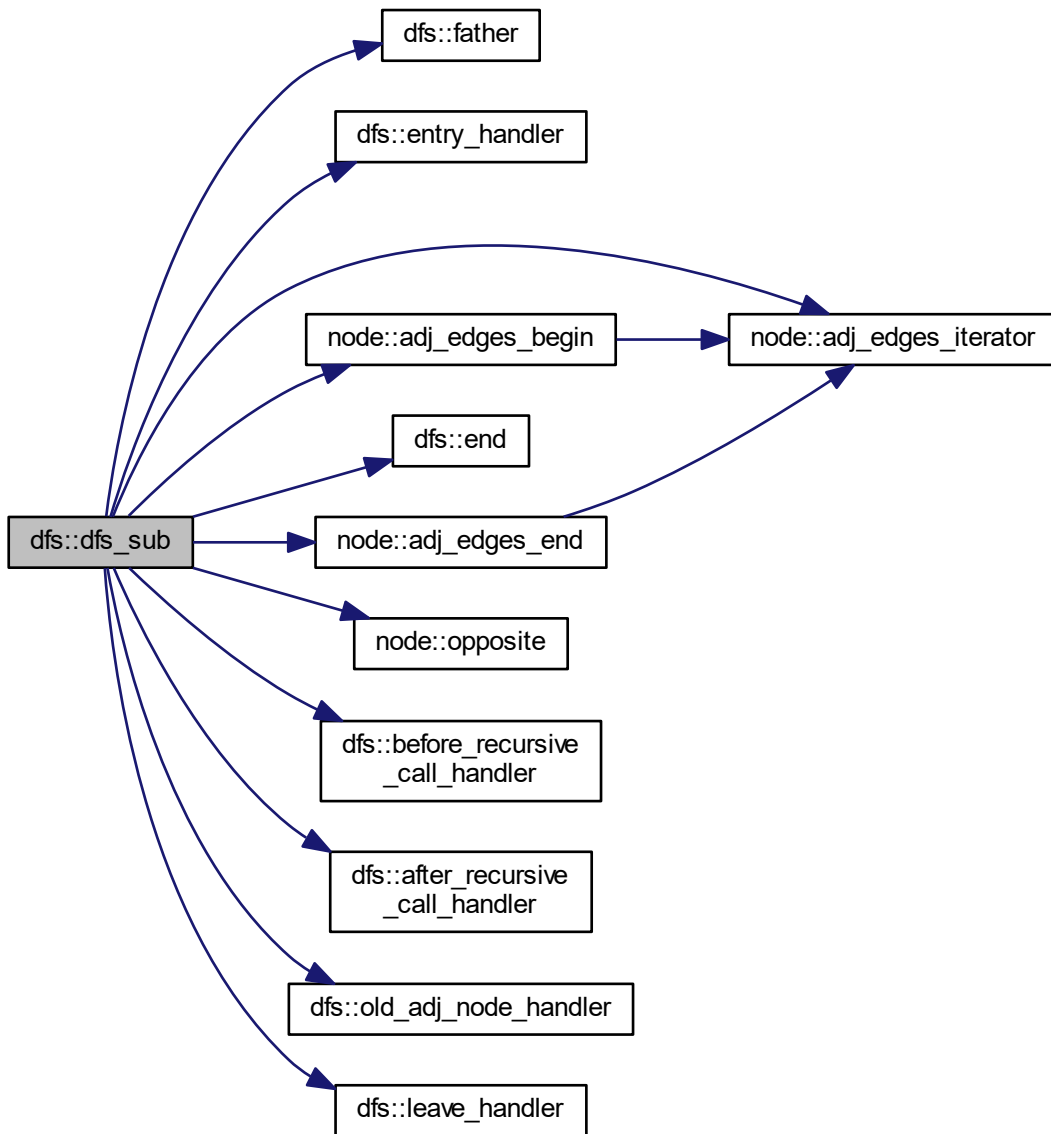 dfs::father
dfs::entry_handler
node::adj_edges_begin
node::adj_edges_iterator
dfs::end
dfs::dfs_sub
node::adj_edges_end
node::opposite
dfs::before_recursive
_call_handler
dfs::after_recursive
_call_handler
dfs::old_adj_node_handler
dfs::leave_handler